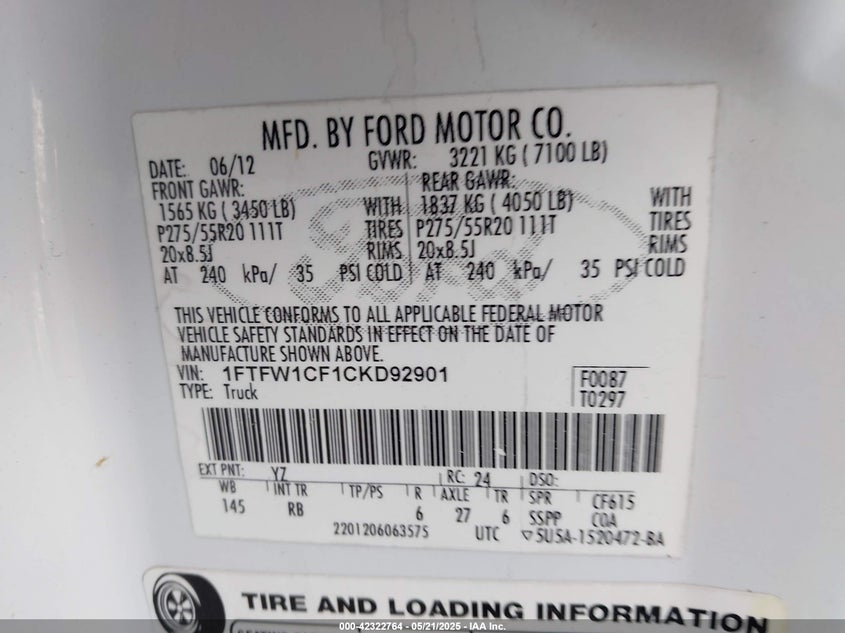 MFD. BY FORD MOTOR CO.
DATE: 06/12 GVWR: 3221 KG ( 7100 LB)
FRONT GAWR: REAR GAWR:
1565 KG ( 3450 LB) WITH 1837 KG ( 4050 LB) WITH
P275/55R20 111T TIRES P275/55R20 111T TIRES
20x8.5J RIMS 20x8.5J RIMS
AT 240 kPa/ 35 PSI COLD AT 240 kPa/ 35 PSI COLD
THIS VEHICLE CONFORMS TO ALL APPLICABLE FEDERAL MOTOR
VEHICLE SAFETY STANDARDS IN EFFECT ON THE DATE OF
MANUFACTURE SHOWN ABOVE.
VIN: 1FTFW1CF1CKD92901 F0087
TYPE: Truck T0297
EXT PNT: YZ RC: 24 DSO:
WB INT TR TP/PS R AXLE TR SPR CF615
145 RB 6 27 6 SSPP COA
2201206063575 UTC ▽5U5A-1520472-BA
TIRE AND LOADING INFORMATION
000-42322764 - 05/21/2025 - IAA Inc.